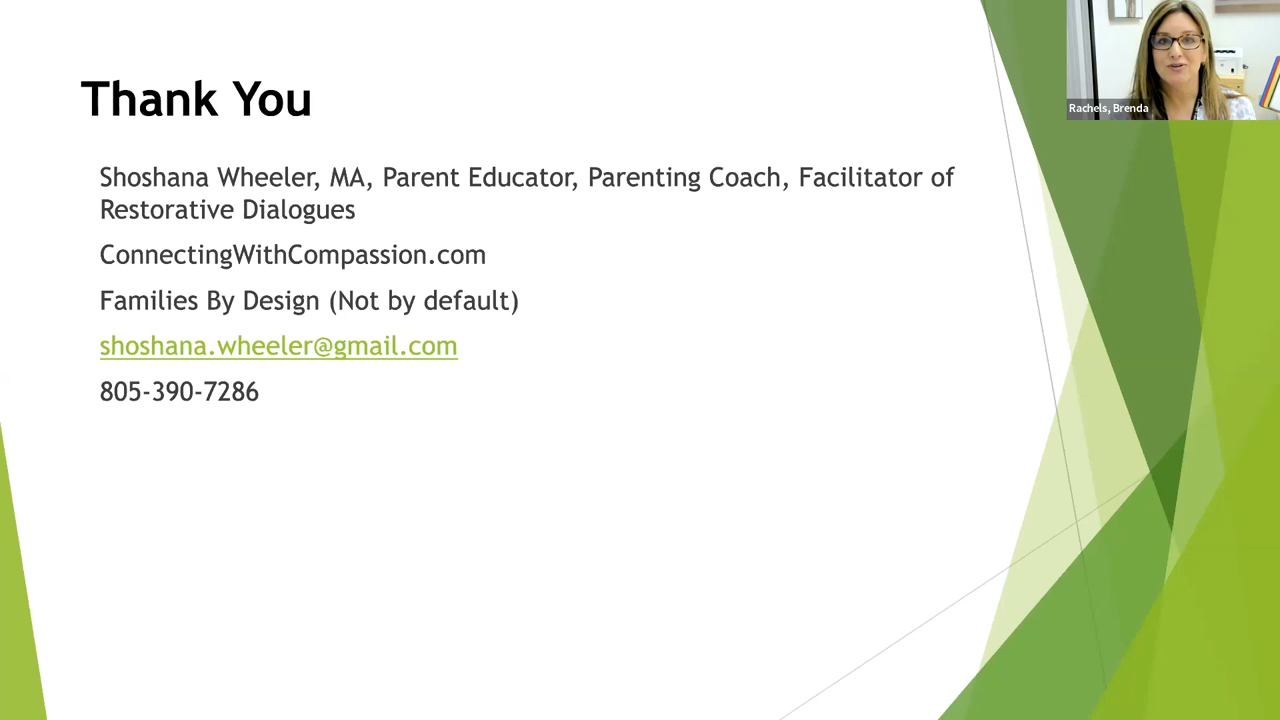 Thank You
Shoshana Wheeler, MA, Parent Educator, Parenting Coach, Facilitator of
Restorative Dialogues
ConnectingWithCompassion.com
Families By Design (Not by default)
shoshana.wheeler@gmail.com
805-390-7286
Rachels, Brenda